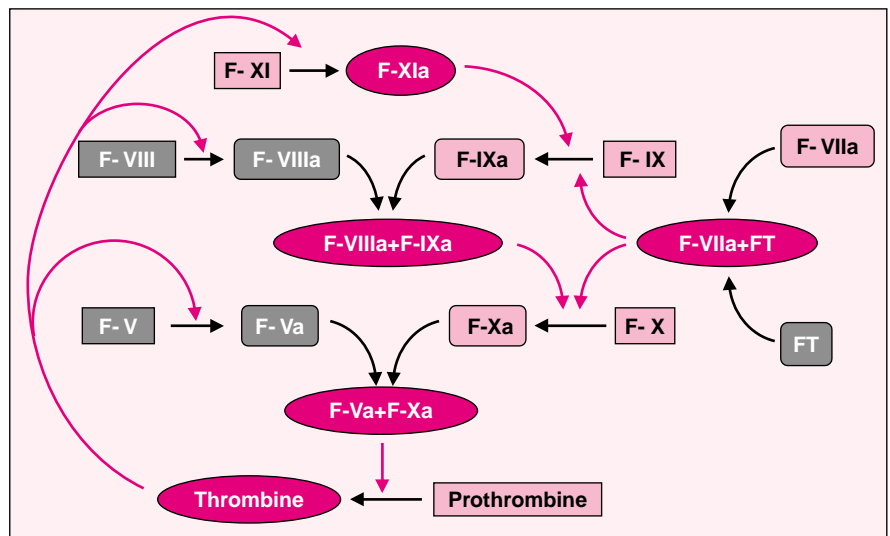 F- XI
F-XIa
F- VIII
F- VIIIa
F-IXa
F- IX
F- VIIa
F-VIIIa+F-IXa
F-VIIa+FT
F- V
F- Va
F-Xa
F- X
FT
F-Va+F-Xa
Thrombine
Prothrombine